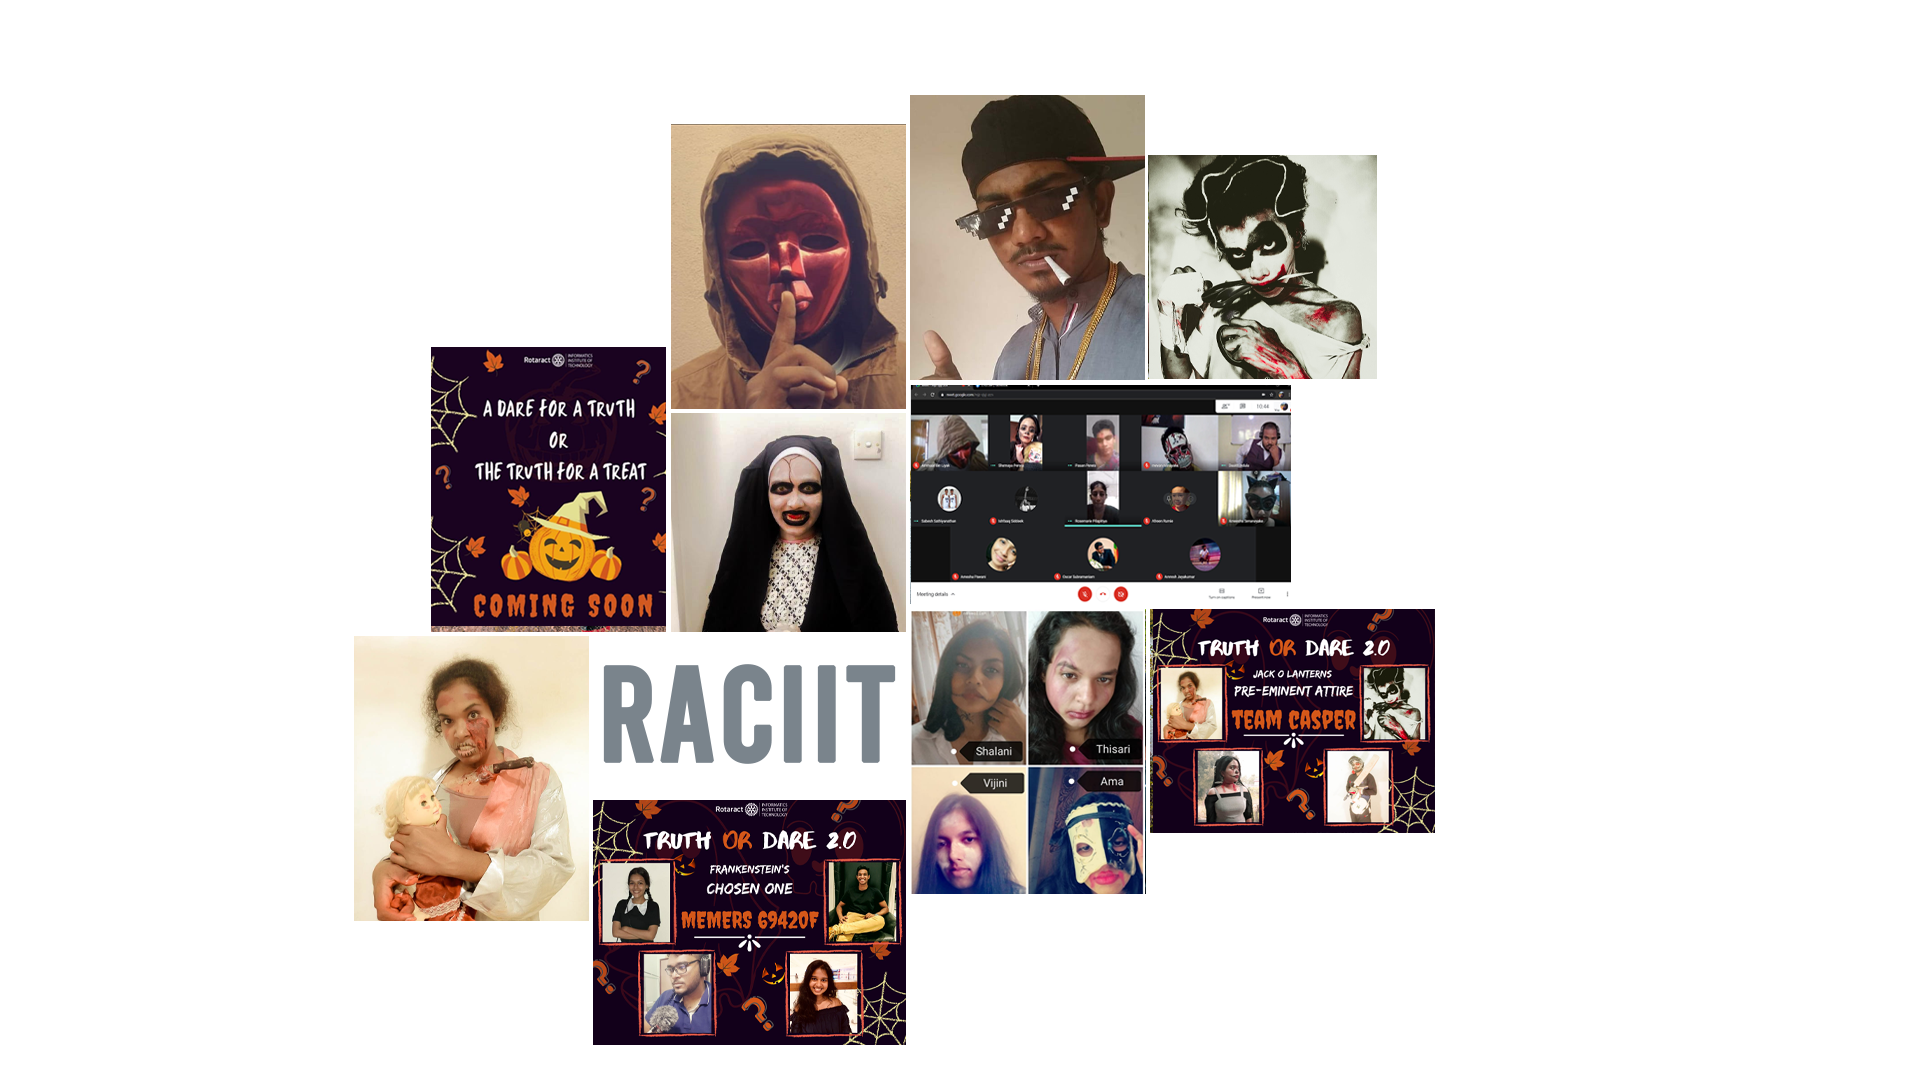 Rotaract
INFORMATICS
INSTITUTE OF
TECHNOLOGY
A DARE FOR A TRUTH
OR
THE TRUTH FOR A TREAT
COMING SOON
Meeting details
RACIIT
Shalani
Thisari
Vijini
Ama
Rotaract
INFORMATICS
INSTITUTE OF
TECHNOLOGY
TRUTH OR DARE 2.0
JACK O LANTERNS
PRE-EMINENT ATTIRE
TEAM CASPER
Rotaract
INFORMATICS
INSTITUTE OF
TECHNOLOGY
TRUTH OR DARE 2.0
FRANKENSTEIN'S
CHOSEN ONE
MEMERS 69420F